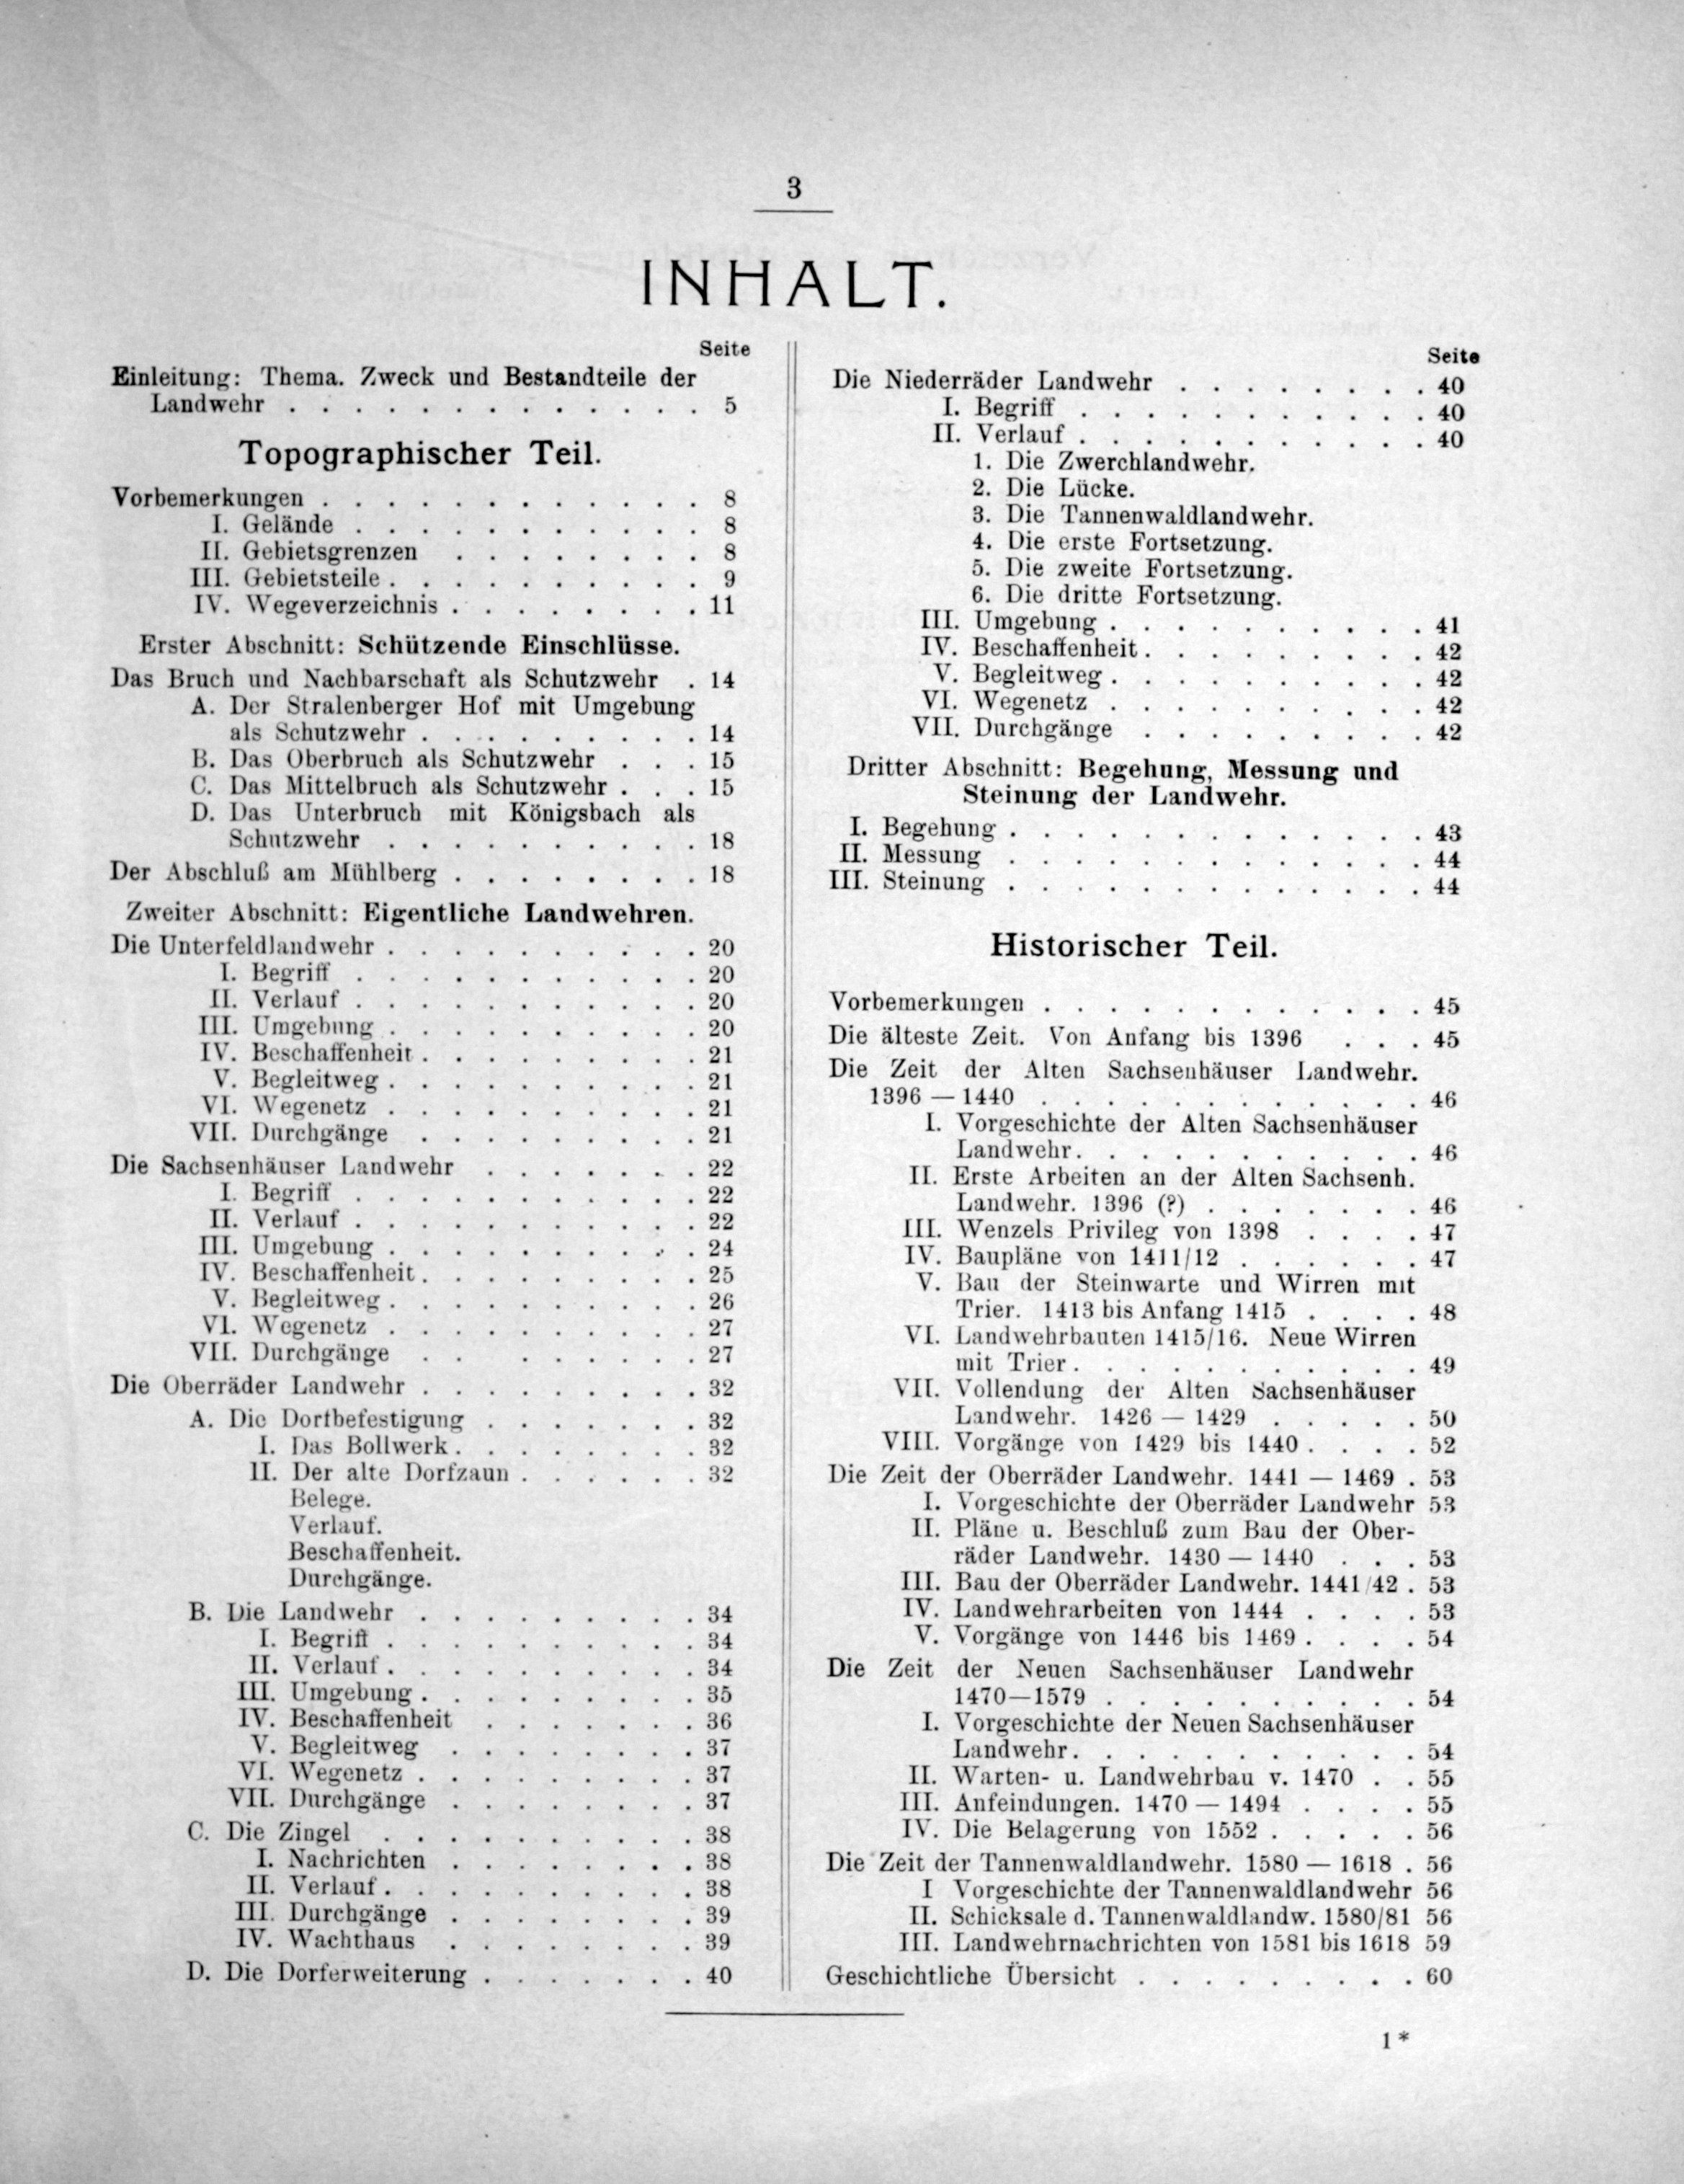 3
INHALT.
Seite
Einleitung: Thema. Zweck und Bestandteile der
Landwehr . . . . . . . . . . . . . 5
Topographischer Teil.
Vorbemerkungen . . . . . . . . . . . . 8
I. Gelände . . . . . . . . . . . 8
II. Gebietsgrenzen . . . . . . . . 8
III. Gebietsteile . . . . . . . . . . 9
IV. Wegeverzeichnis . . . . . . . . 11
Erster Abschnitt: Schützende Einschlüsse.
Das Bruch und Nachbarschaft als Schutzwehr . 14
A. Der Stralenberger Hof mit Umgebung
als Schutzwehr . . . . . . . . . 14
B. Das Oberbruch als Schutzwehr . . . 15
C. Das Mittelbruch als Schutzwehr . . . 15
D. Das Unterbruch mit Königsbach als
Schutzwehr . . . . . . . . . . 18
Der Abschluß am Mühlberg . . . . . . . . 18
Zweiter Abschnitt: Eigentliche Landwehren.
Die Unterfeldlandwehr . . . . . . . . . . 20
I. Begriff . . . . . . . . . . . 20
II. Verlauf . . . . . . . . . . . 20
III. Umgebung . . . . . . . . . . 20
IV. Beschaffenheit . . . . . . . . . 21
V. Begleitweg . . . . . . . . . . 21
VI. Wegenetz . . . . . . . . . . 21
VII. Durchgänge . . . . . . . . . 21
Die Sachsenhäuser Landwehr . . . . . . . 22
I. Begriff . . . . . . . . . . . 22
II. Verlauf . . . . . . . . . . . 22
III. Umgebung . . . . . . . . . . 24
IV. Beschaffenheit . . . . . . . . . 25
V. Begleitweg . . . . . . . . . . 26
VI. Wegenetz . . . . . . . . . . 27
VII. Durchgänge . . . . . . . . 27
Die Oberräder Landwehr . . . . . . . . . 32
A. Die Dorfbefestigung . . . . . . . 32
I. Das Bollwerk . . . . . . . . 32
II. Der alte Dorfzaun . . . . . . 32
Belege.
Verlauf.
Beschaffenheit.
Durchgänge.
B. Die Landwehr . . . . . . . . . 34
I. Begriff . . . . . . . . . . 34
II. Verlauf . . . . . . . . . . 34
III. Umgebung . . . . . . . . . 35
IV. Beschaffenheit . . . . . . . 36
V. Begleitweg . . . . . . . . 37
VI. Wegenetz . . . . . . . . . 37
VII. Durchgänge . . . . . . . . 37
C. Die Zingel . . . . . . . . . . 38
I. Nachrichten . . . . . . . . 38
II. Verlauf . . . . . . . . . . 38
III. Durchgänge . . . . . . . . 39
IV. Wachthaus . . . . . . . . 39
D. Die Dorferweiterung . . . . . . . 40
Seite
Die Niederräder Landwehr . . . . . . . . 40
I. Begriff . . . . . . . . . . . 40
II. Verlauf . . . . . . . . . . . 40
1. Die Zwerchlandwehr.
2. Die Lücke.
3. Die Tannenwaldlandwehr.
4. Die erste Fortsetzung.
5. Die zweite Fortsetzung.
6. Die dritte Fortsetzung.
III. Umgebung . . . . . . . . . . 41
IV. Beschaffenheit . . . . . . . . . 42
V. Begleitweg . . . . . . . . . . 42
VI. Wegenetz . . . . . . . . . . 42
VII. Durchgänge . . . . . . . . . 42
Dritter Abschnitt: Begehung, Messung und
Steinung der Landwehr.
I. Begehung . . . . . . . . . . . . . 43
II. Messung . . . . . . . . . . . . . 44
III. Steinung . . . . . . . . . . . . . 44
Historischer Teil.
Vorbemerkungen . . . . . . . . . . . . 45
Die älteste Zeit. Von Anfang bis 1396 . . . 45
Die Zeit der Alten Sachsenhäuser Landwehr.
1396 — 1440 . . . . . . . . . . . . 46
I. Vorgeschichte der Alten Sachsenhäuser
Landwehr . . . . . . . . . . . 46
II. Erste Arbeiten an der Alten Sachsenh.
Landwehr. 1396 (?) . . . . . . . 46
III. Wenzels Privileg von 1398 . . . . 47
IV. Baupläne von 1411/12 . . . . . . 47
V. Bau der Steinwarte und Wirren mit
Trier. 1413 bis Anfang 1415 . . . . 48
VI. Landwehrbauten 1415/16. Neue Wirren
mit Trier . . . . . . . . . . . 49
VII. Vollendung der Alten Sachsenhäuser
Landwehr. 1426 — 1429 . . . . . 50
VIII. Vorgänge von 1429 bis 1440 . . . . 52
Die Zeit der Oberräder Landwehr. 1441 — 1469 . 53
I. Vorgeschichte der Oberräder Landwehr 53
II. Pläne u. Beschluß zum Bau der Ober-
räder Landwehr. 1430 — 1440 . . . 53
III. Bau der Oberräder Landwehr. 1441/42 . 53
IV. Landwehrarbeiten von 1444 . . . . 53
V. Vorgänge von 1446 bis 1469 . . . . 54
Die Zeit der Neuen Sachsenhäuser Landwehr
1470—1579 . . . . . . . . . . 54
I. Vorgeschichte der Neuen Sachsenhäuser
Landwehr . . . . . . . . . . . 54
II. Warten- u. Landwehrbau v. 1470 . . 55
III. Anfeindungen. 1470 — 1494 . . . . 55
IV. Die Belagerung von 1552 . . . . . 56
Die Zeit der Tannenwaldlandwehr. 1580 — 1618 . 56
I Vorgeschichte der Tannenwaldlandwehr 56
II. Schicksale d. Tannenwaldlandw. 1580/81 56
III. Landwehrnachrichten von 1581 bis 1618 59
Geschichtliche Übersicht . . . . . . . . . 60
1*